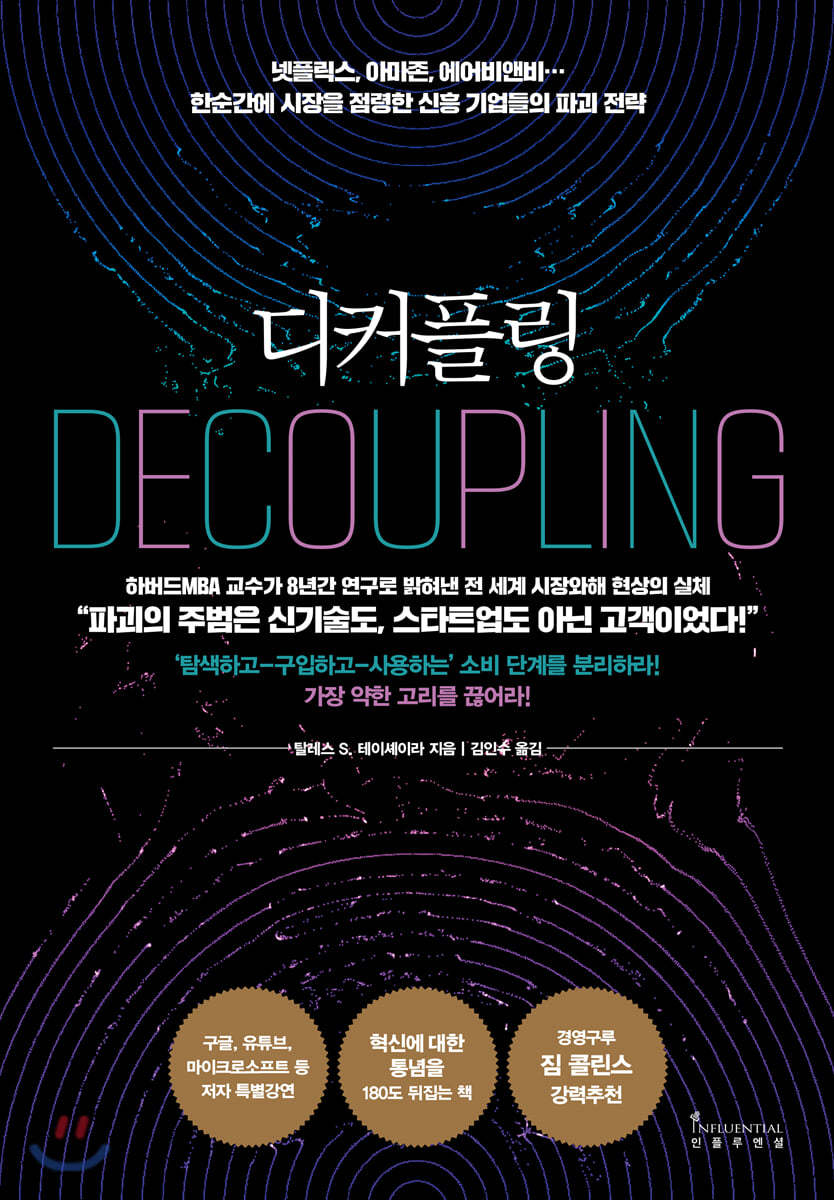 넷플릭스, 아마존, 에어비앤비…
한순간에 시장을 점령한 신흥 기업들의 파괴 전략
디커플링
DECOUPLING
하버드MBA 교수가 8년간 연구로 밝혀낸 전 세계 시장와해 현상의 실체
“파괴의 주범은 신기술도, 스타트업도 아닌 고객이었다!”
‘탐색하고–구입하고–사용하는’ 소비 단계를 분리하라!
가장 약한 고리를 끊어라!
탈레스 S. 테이셰이라 지음 | 김인수 옮김
구글, 유튜브,
마이크로소프트 등
저자 특별강연
혁신에 대한
통념을
180도 뒤집는 책
경영구루
짐 콜린스
강력추천
INFLUENTIAL
인플루엔셜